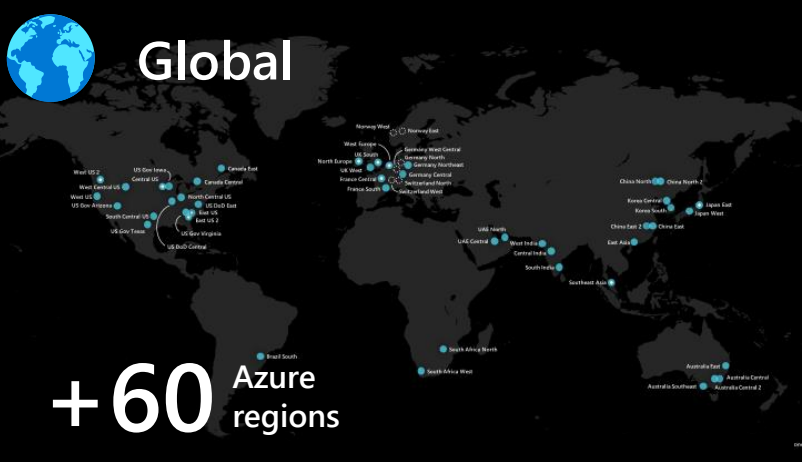 Global
Norway West
Norway East
West Europe
Germany West Central
UK South
Germany North
North Europe
Germany Northeast
UK West
Germany Central
France Central
Switzerland North
France South
Switzerland West
US Gov Iowa
Canada East
West US 2
Central US
Canada Central
West Central US
West US
North Central US
US Gov Arizona
US DoD East
South Central US
East US
East US 2
US Gov Texas
US Gov Virginia
US DoD Central
China North
China North 2
Korea Central
Japan East
Korea South
Japan West
UAE North
China East 2
China East
UAE Central
West India
East Asia
Central India
South India
Southeast Asia
Brazil South
South Africa North
South Africa West
Australia East
Australia Central
Australia Southeast
Australia Central 2
+60
Azure
regions